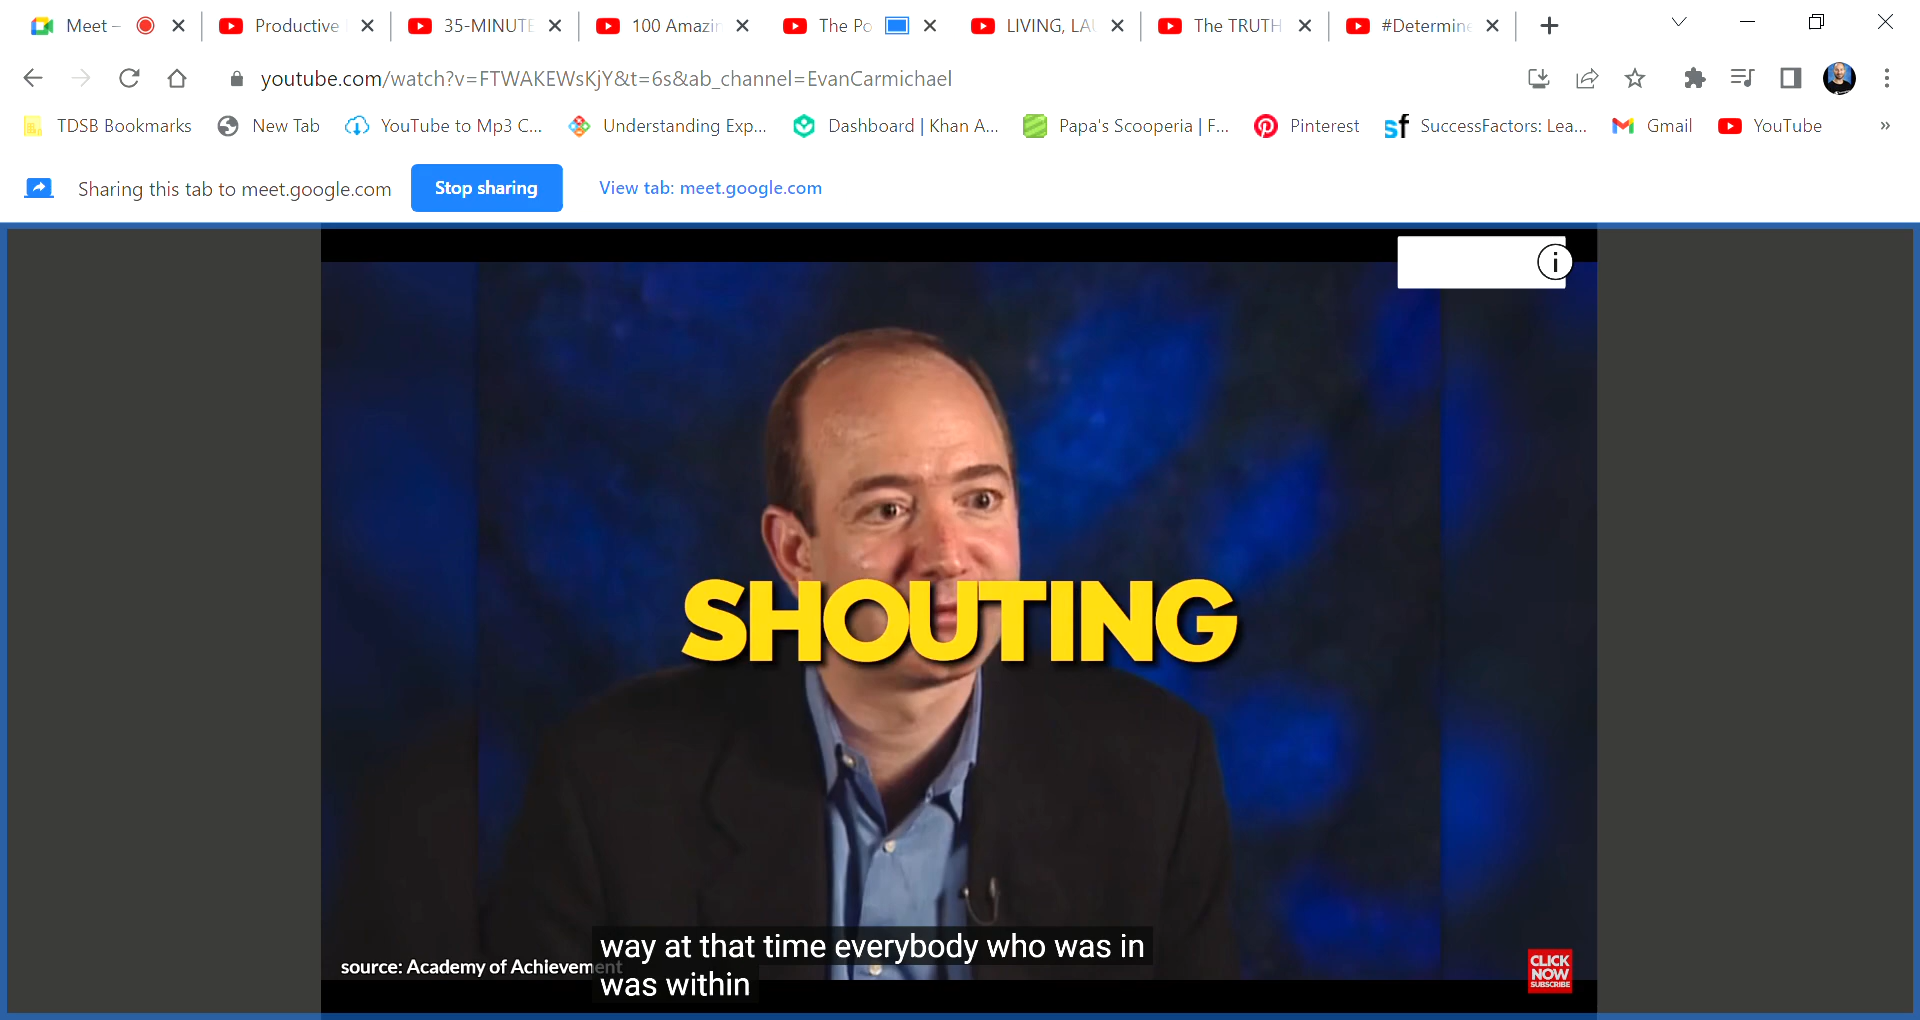 Meet –
Productive
35-MINUTE
100 Amazin
The Po
LIVING, LAU
The TRUTH
#Determine
youtube.com/watch?v=FTWAKEWsKjY&t=6s&ab_channel=EvanCarmichael
TDSB Bookmarks
New Tab
YouTube to Mp3 C...
Understanding Exp...
Dashboard | Khan A...
Papa's Scooperia | F...
Pinterest
SuccessFactors: Lea...
Gmail
YouTube
»
Sharing this tab to meet.google.com
Stop sharing
View tab: meet.google.com
i
SHOUTING
way at that time everybody who was in
was within
source: Academy of Achievement
CLICK
NOW
SUBSCRIBE